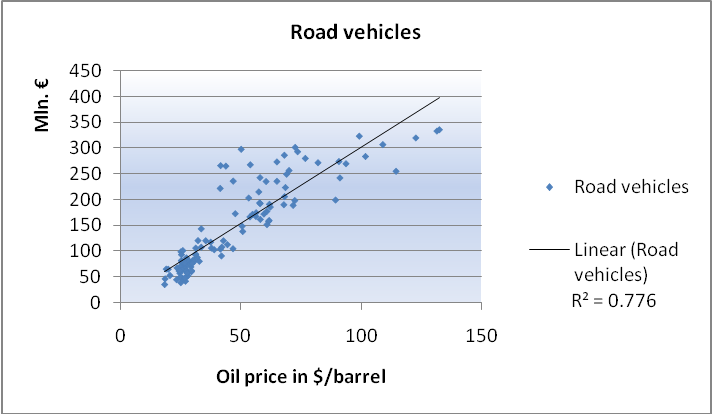 Road vehicles
Mln. €
450
400
350
300
250
200
150
100
50
0
0 50 100 150
Oil price in $/barrel
Road vehicles
Linear (Road
vehicles)
R² = 0.776